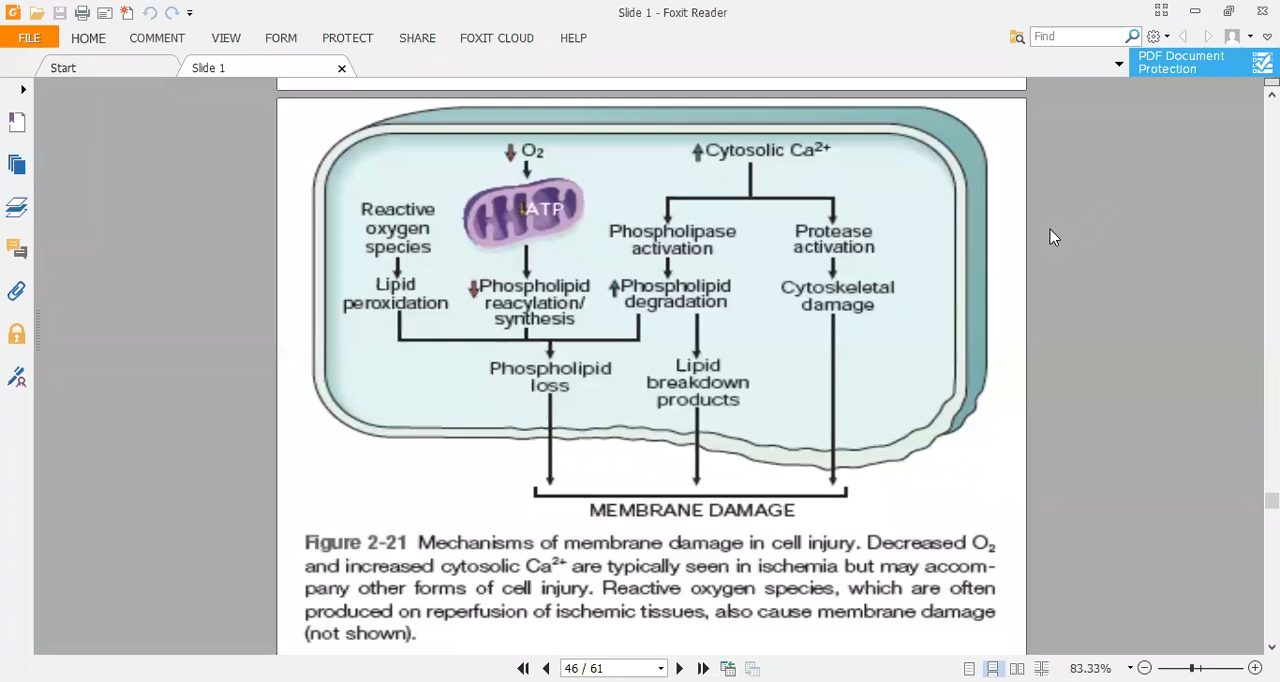 Slide 1 - Foxit Reader
FILE HOME COMMENT VIEW FORM PROTECT SHARE FOXIT CLOUD HELP
Find
Start
Slide 1
PDF Document
Protection
↓ O₂
↑Cytosolic Ca²⁺
Reactive
oxygen
species
↓ATP
Phospholipase
activation
Protease
activation
Lipid
peroxidation
↓Phospholipid
reacylation/
synthesis
↑Phospholipid
degradation
Cytoskeletal
damage
Phospholipid
loss
Lipid
breakdown
products
MEMBRANE DAMAGE
Figure 2-21 Mechanisms of membrane damage in cell injury. Decreased O₂
and increased cytosolic Ca²⁺ are typically seen in ischemia but may accom-
pany other forms of cell injury. Reactive oxygen species, which are often
produced on reperfusion of ischemic tissues, also cause membrane damage
(not shown).
46 / 61
83.33%